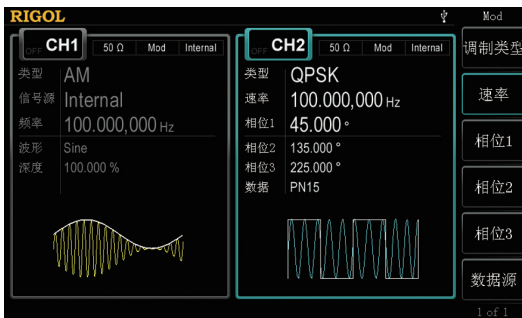 RIGOL
Mod
OFF CH1 50 Ω Mod Internal
类型 AM
信号源 Internal
频率 100.000,000 Hz
波形 Sine
深度 100.000 %
OFF CH2 50 Ω Mod Internal
类型 QPSK
速率 100.000,000 Hz
相位1 45.000 °
相位2 135.000 °
相位3 225.000 °
数据 PN15
调制类型
速率
相位1
相位2
相位3
数据源
1 of 1